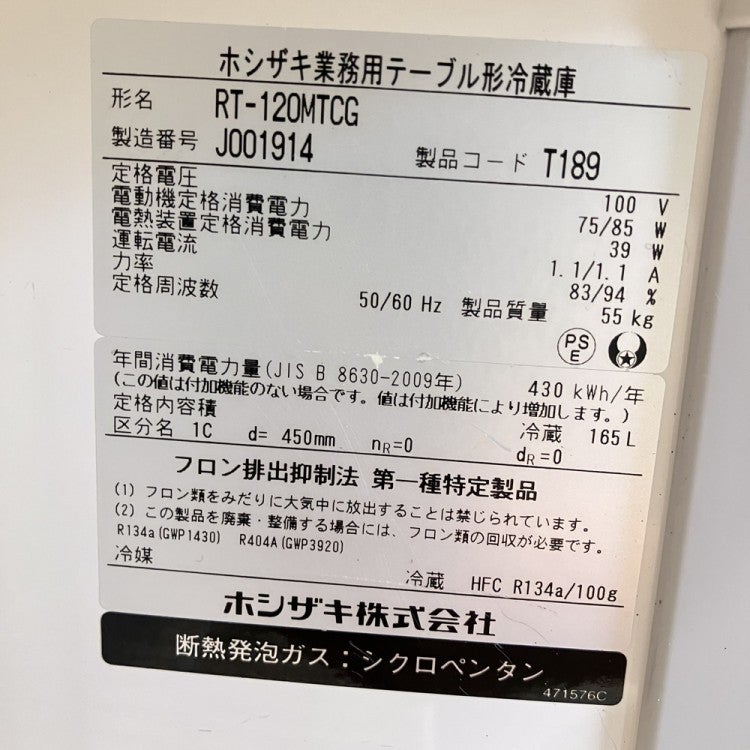 ホシザキ業務用テーブル形冷蔵庫
形名 RT-120MTCG
製造番号 J001914 製品コード T189
定格電圧 100 V
電動機定格消費電力 75/85 W
電熱装置定格消費電力 39 W
運転電流 1.1/1.1 A
力率 83/94 %
定格周波数 50/60 Hz 製品質量 55 kg
PS
E
年間消費電力量(JIS B 8630-2009年) 430 kWh/年
(この値は付加機能のない場合です。値は付加機能により増加します。)
定格内容積 冷蔵 165 L
区分名 1C d= 450mm nR=0 dR=0
フロン排出抑制法 第一種特定製品
(1) フロン類をみだりに大気中に放出することは禁じられています。
(2) この製品を廃棄・整備する場合には、フロン類の回収が必要です。
R134a(GWP1430) R404A(GWP3920)
冷媒 冷蔵 HFC R134a/100g
ホシザキ株式会社
断熱発泡ガス:シクロペンタン
471576C